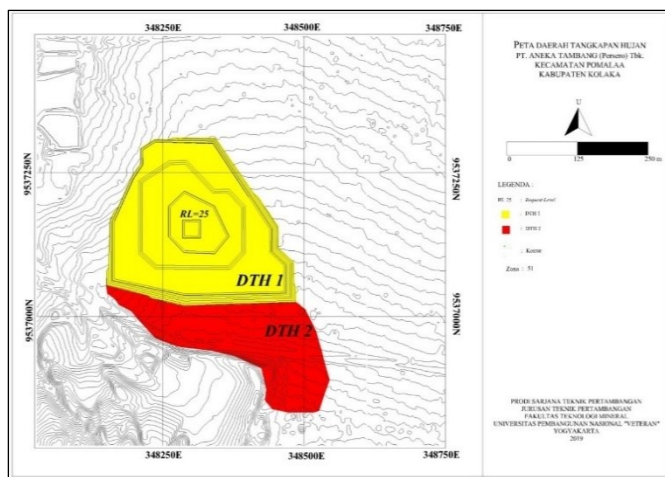 348250E 348500E 348750E
9537250N
9537250N
RL=25
DTH 1
DTH 2
9537000N
9537000N
348250E 348500E 348750E
PETA DAERAH TANGKAPAN HUJAN
PT. ANEKA TAMBANG (Persero) Tbk.
KECAMATAN POMALAA
KABUPATEN KOLAKA
U
0 125 250 m
LEGENDA :
RL 25 : Request Level
: DTH 1
: DTH 2
: Kontur
Zona : 51
PRODI SARJANA TEKNIK PERTAMBANGAN
JURUSAN TEKNIK PERTAMBANGAN
FAKULTAS TEKNOLOGI MINERAL
UNIVERSITAS PEMBANGUNAN NASIONAL "VETERAN"
YOGYAKARTA
2019